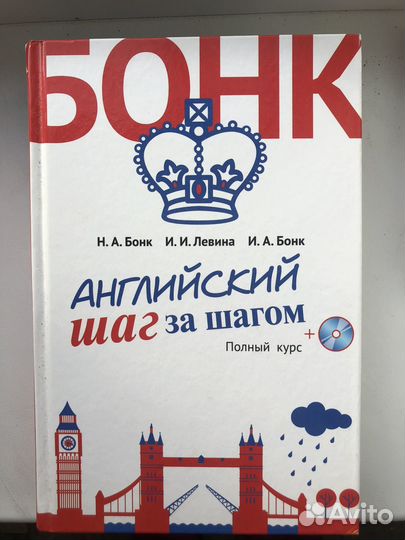 БОНК
Н. А. Бонк И. И. Левина И. А. Бонк
АНГЛИЙСКИЙ
шаг за шагом
+
Полный курс
Avito